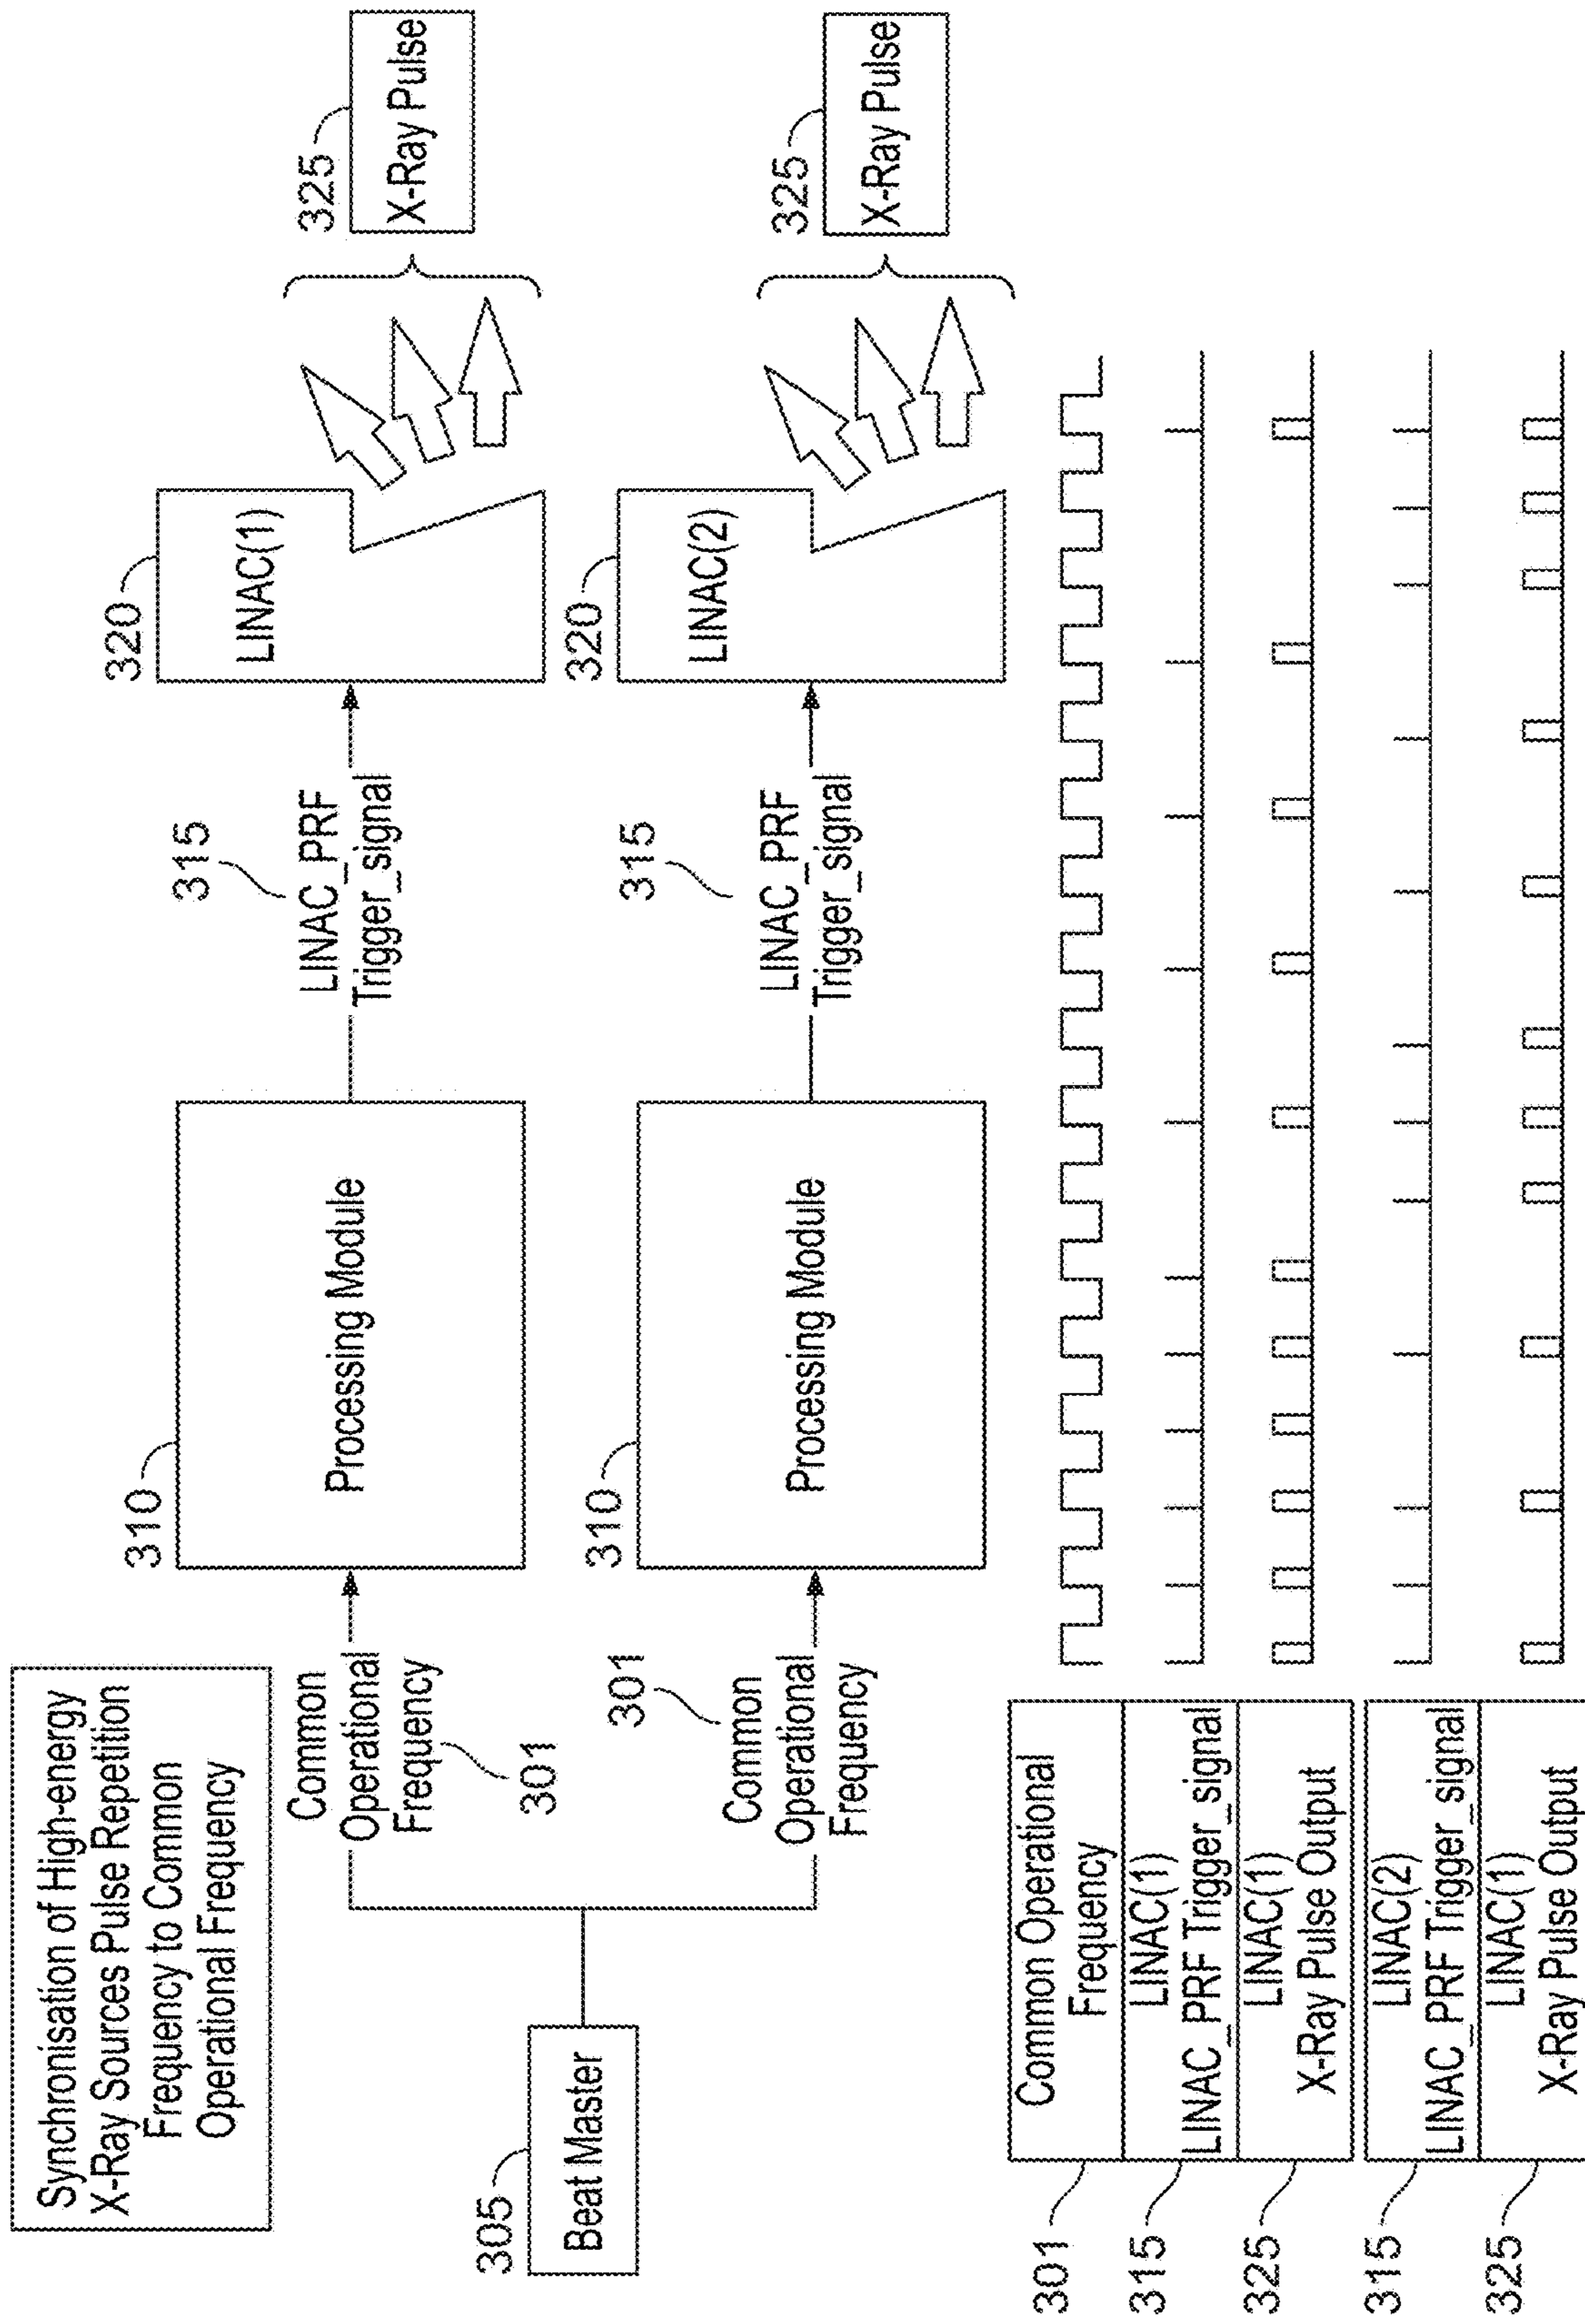 Synchronisation of High-energy
X-Ray Sources Pulse Repetition
Frequency to Common
Operational Frequency
305
Beat Master
Common
Operational
Frequency
301
310
Processing Module
315
LINAC_PRF
Trigger_signal
320
LINAC(1)
325
X-Ray Pulse
301
Common
Operational
Frequency
310
Processing Module
315
LINAC_PRF
Trigger_signal
320
LINAC(2)
325
X-Ray Pulse
301
Common Operational
Frequency
315
LINAC(1)
LINAC_PRF Trigger_signal
325
LINAC(1)
X-Ray Pulse Output
315
LINAC(2)
LINAC_PRF Trigger_signal
325
LINAC(1)
X-Ray Pulse Output